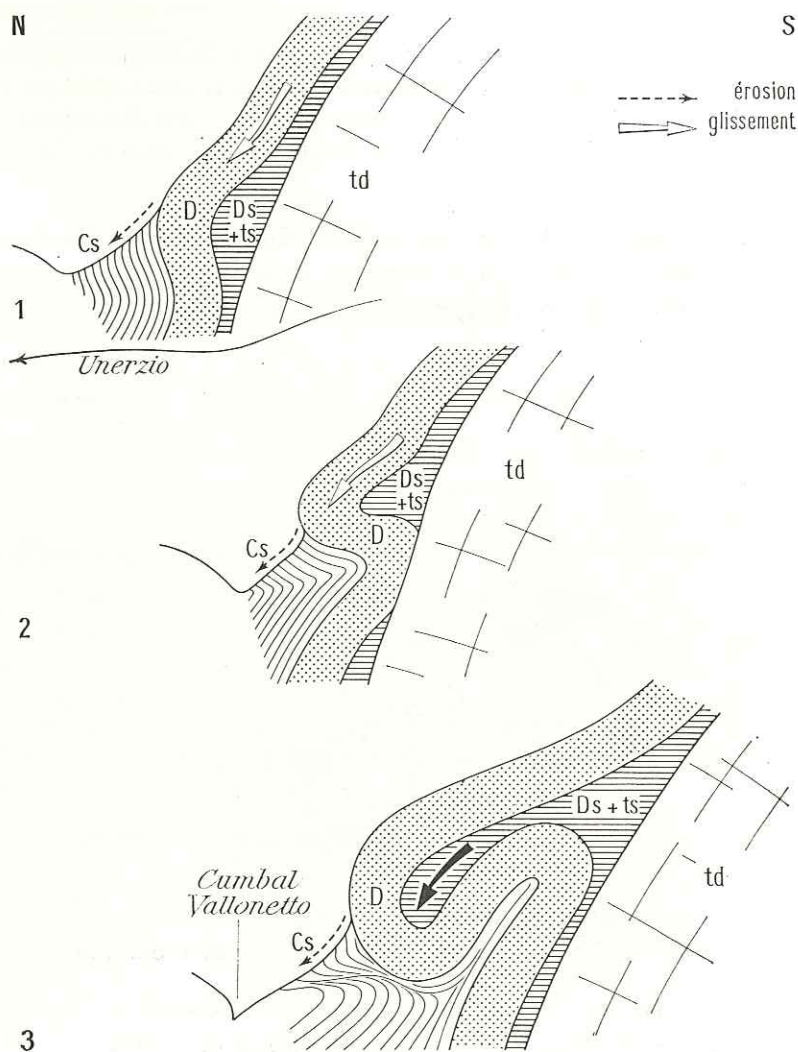 N
S
érosion
glissement
td
D
Ds
+ts
Cs
1
Unerzio
td
Ds
+ts
D
Cs
2
Ds + ts
td
D
Cumbal
Vallonetto
Cs
3